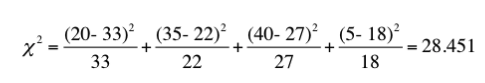 χ² = (20- 33)²/33 + (35- 22)²/22 + (40- 27)²/27 + (5- 18)²/18 = 28.451